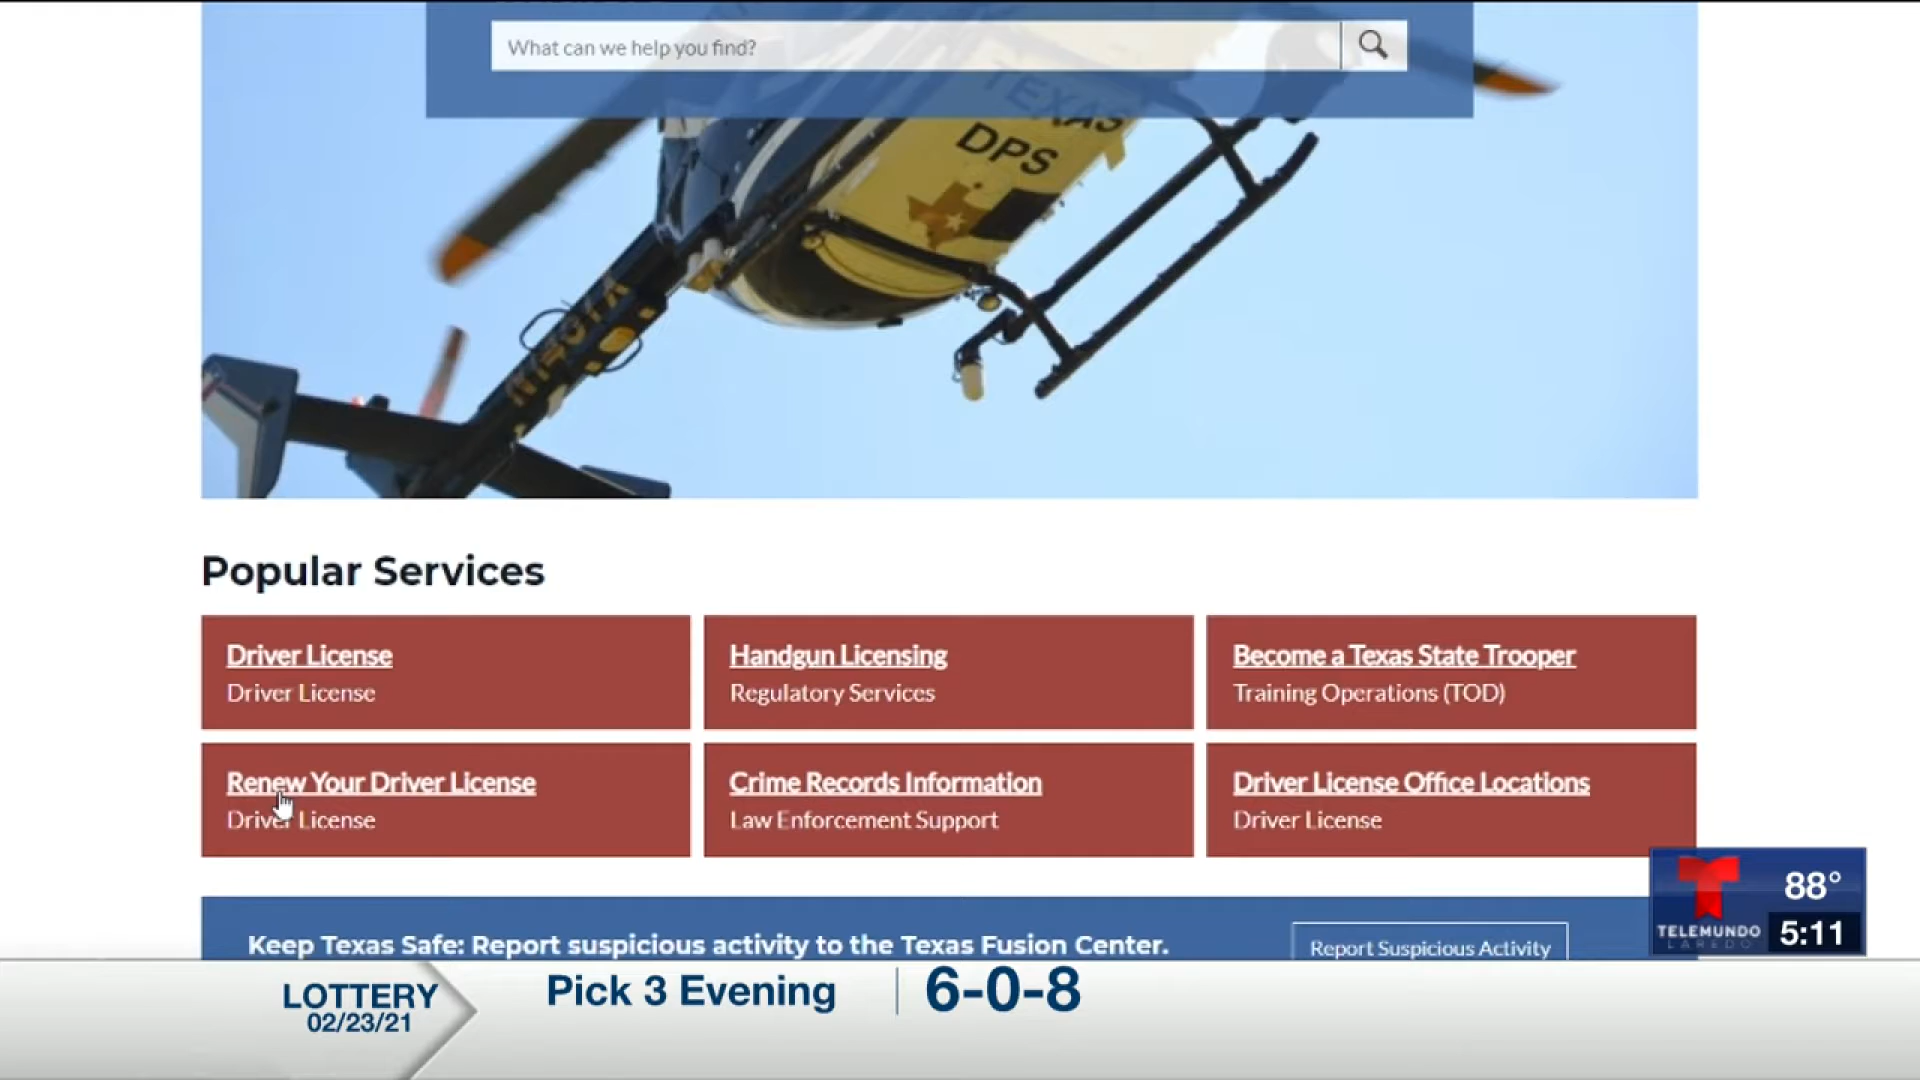 What can we help you find?
TEXAS
DPS
Popular Services
Driver License
Driver License
Handgun Licensing
Regulatory Services
Become a Texas State Trooper
Training Operations (TOD)
Renew Your Driver License
Driver License
Crime Records Information
Law Enforcement Support
Driver License Office Locations
Driver License
Keep Texas Safe: Report suspicious activity to the Texas Fusion Center.
Report Suspicious Activity
88°
TELEMUNDO
LAREDO
5:11
LOTTERY
02/23/21
Pick 3 Evening
6-0-8